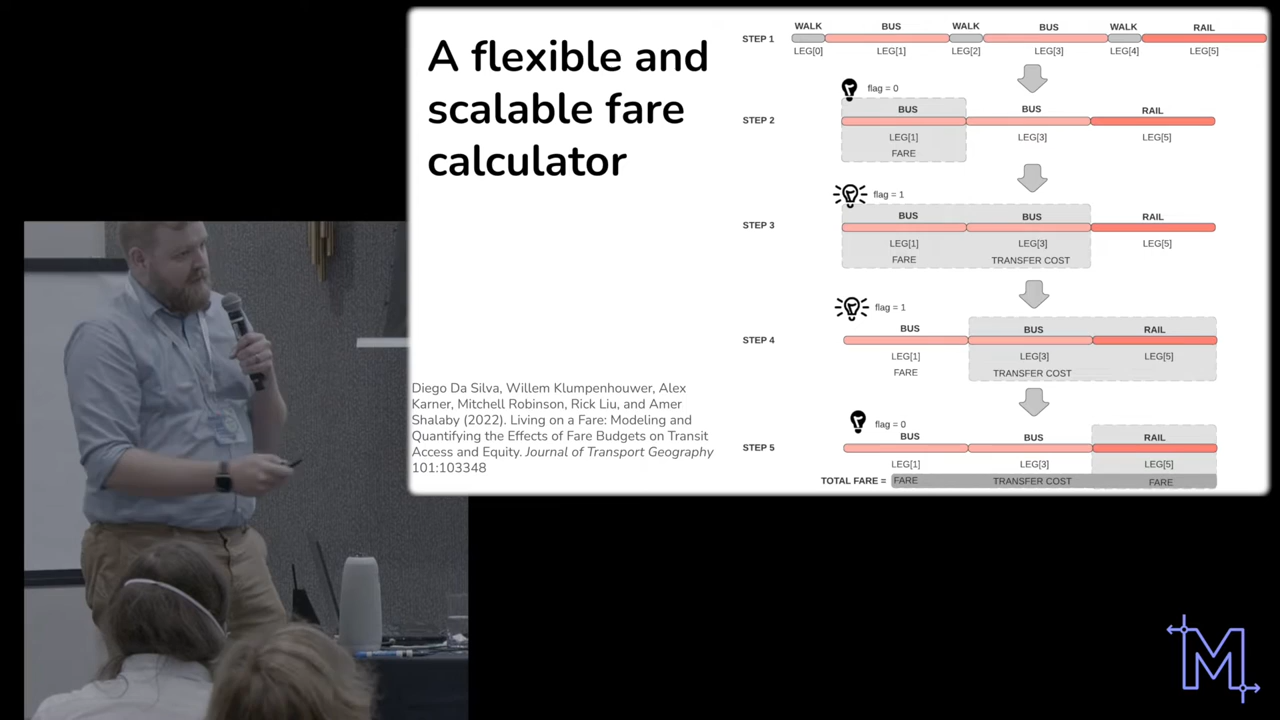 A flexible and
scalable fare
calculator
Diego Da Silva, Willem Klumpenhouwer, Alex
Karner, Mitchell Robinson, Rick Liu, and Amer
Shalaby (2022). Living on a Fare: Modeling and
Quantifying the Effects of Fare Budgets on Transit
Access and Equity. Journal of Transport Geography
101:103348
WALK BUS WALK BUS WALK RAIL
STEP 1
LEG[0] LEG[1] LEG[2] LEG[3] LEG[4] LEG[5]
flag = 0
BUS BUS RAIL
STEP 2
LEG[1] LEG[3] LEG[5]
FARE
flag = 1
BUS BUS RAIL
STEP 3
LEG[1] LEG[3] LEG[5]
FARE TRANSFER COST
flag = 1
BUS BUS RAIL
STEP 4
LEG[1] LEG[3] LEG[5]
FARE TRANSFER COST
flag = 0
BUS BUS RAIL
STEP 5
LEG[1] LEG[3] LEG[5]
TOTAL FARE = FARE TRANSFER COST FARE
M